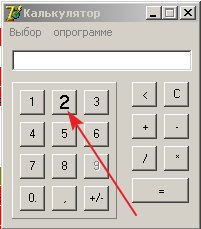 Калькулятор
Выбор опрограмме
1 2 3 < C
4 5 6 + -
7 8 9 / *
0. , +/- =